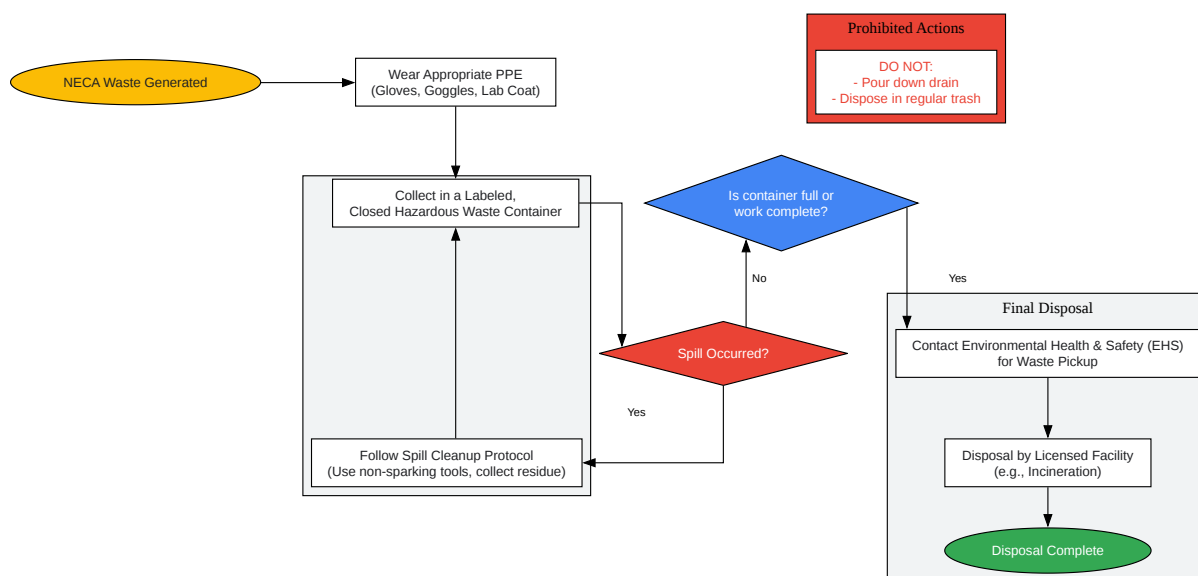 Prohibited Actions
DO NOT:
- Pour down drain
- Dispose in regular trash
NECA Waste Generated
Wear Appropriate PPE
(Gloves, Goggles, Lab Coat)
Collect in a Labeled,
Closed Hazardous Waste Container
Is container full or
work complete?
No
Yes
Spill Occurred?
Yes
Follow Spill Cleanup Protocol
(Use non-sparking tools, collect residue)
Final Disposal
Contact Environmental Health & Safety (EHS)
for Waste Pickup
Disposal by Licensed Facility
(e.g., Incineration)
Disposal Complete